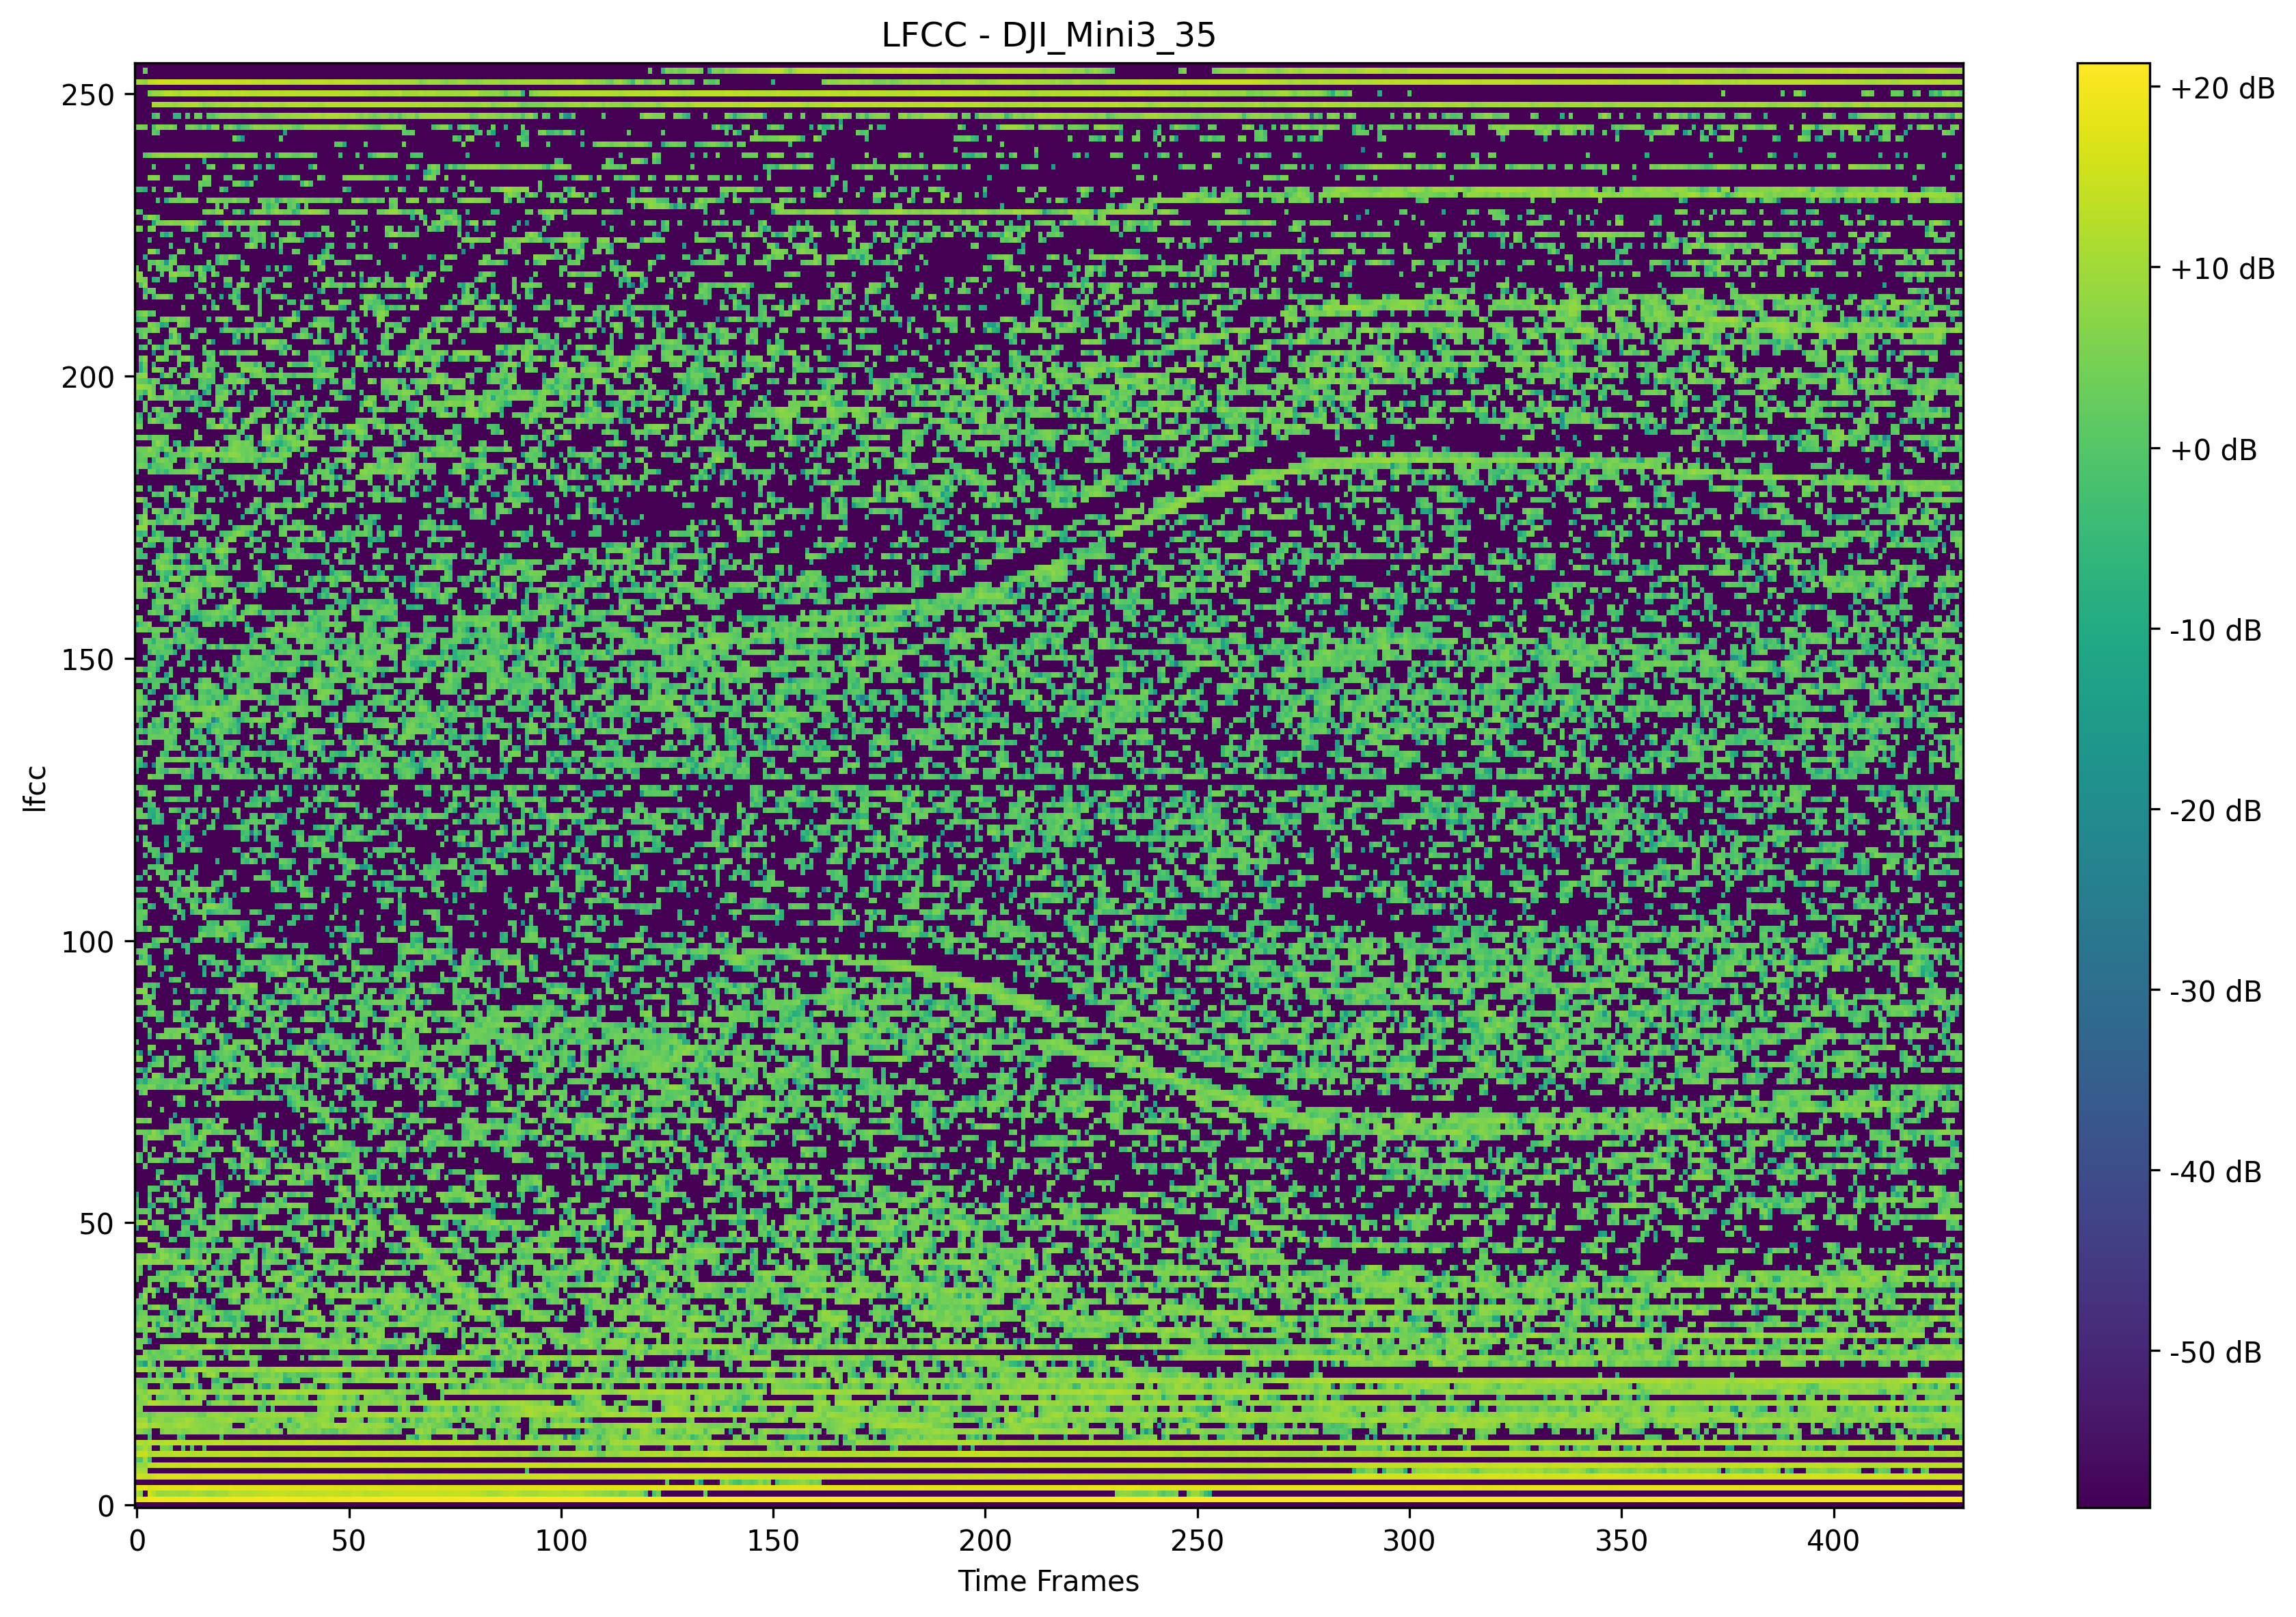 LFCC - DJI_Mini3_35
250
200
150
100
50
0
lfcc
0 50 100 150 200 250 300 350 400
Time Frames
+20 dB
+10 dB
+0 dB
-10 dB
-20 dB
-30 dB
-40 dB
-50 dB